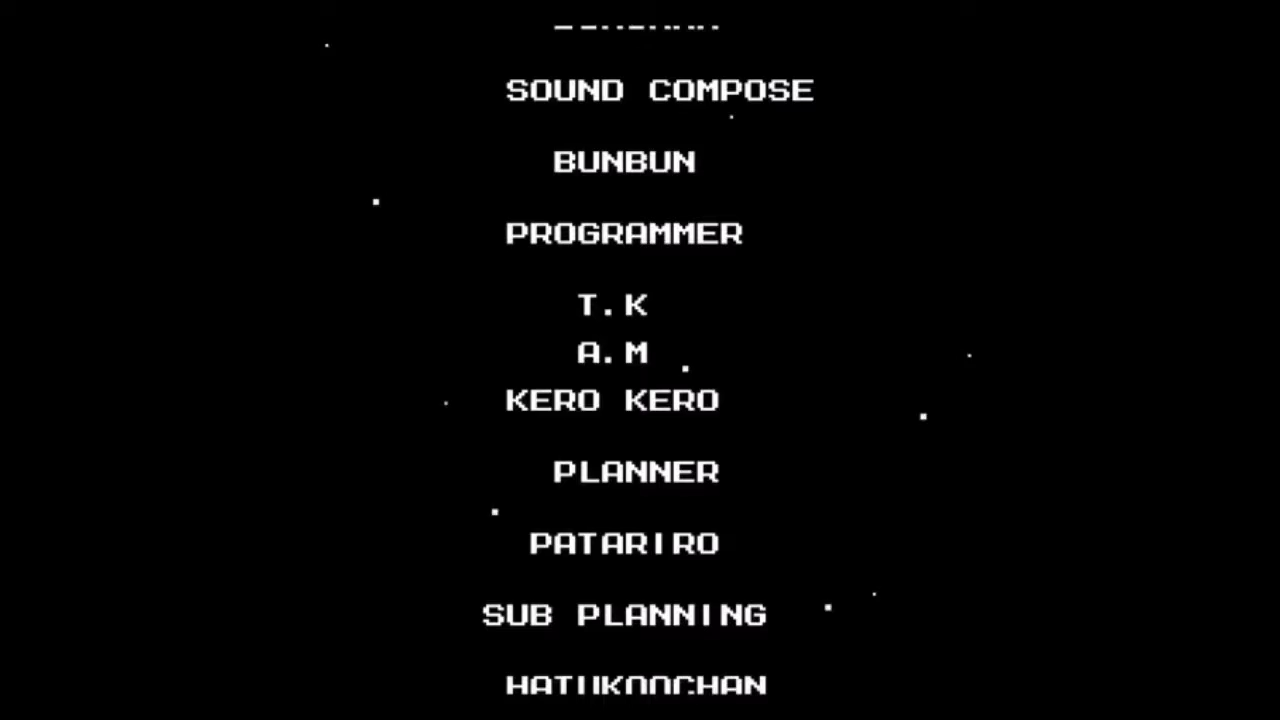 SOUND COMPOSE
BUNBUN
PROGRAMMER
T.K
A.M
KERO KERO
PLANNER
PATARIRO
SUB PLANNING